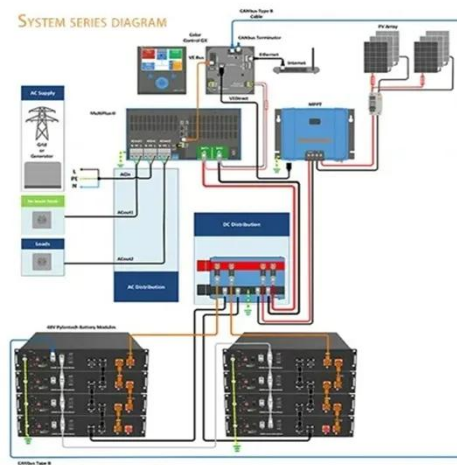 SYSTEM SERIES DIAGRAM
CANbus Type B
Cable
PV Array
Color
Control GX
CANbus Terminator
VE Bus
Ethernet
Internet
VE Direct
AC Supply
MultiPlus-II
MPPT
Grid
or
Generator
L
PE
N
ACin
ACout1
DC Distribution
Loads
ACout2
AC Distribution
48V Pylontech Battery Modules
CANbus Type B